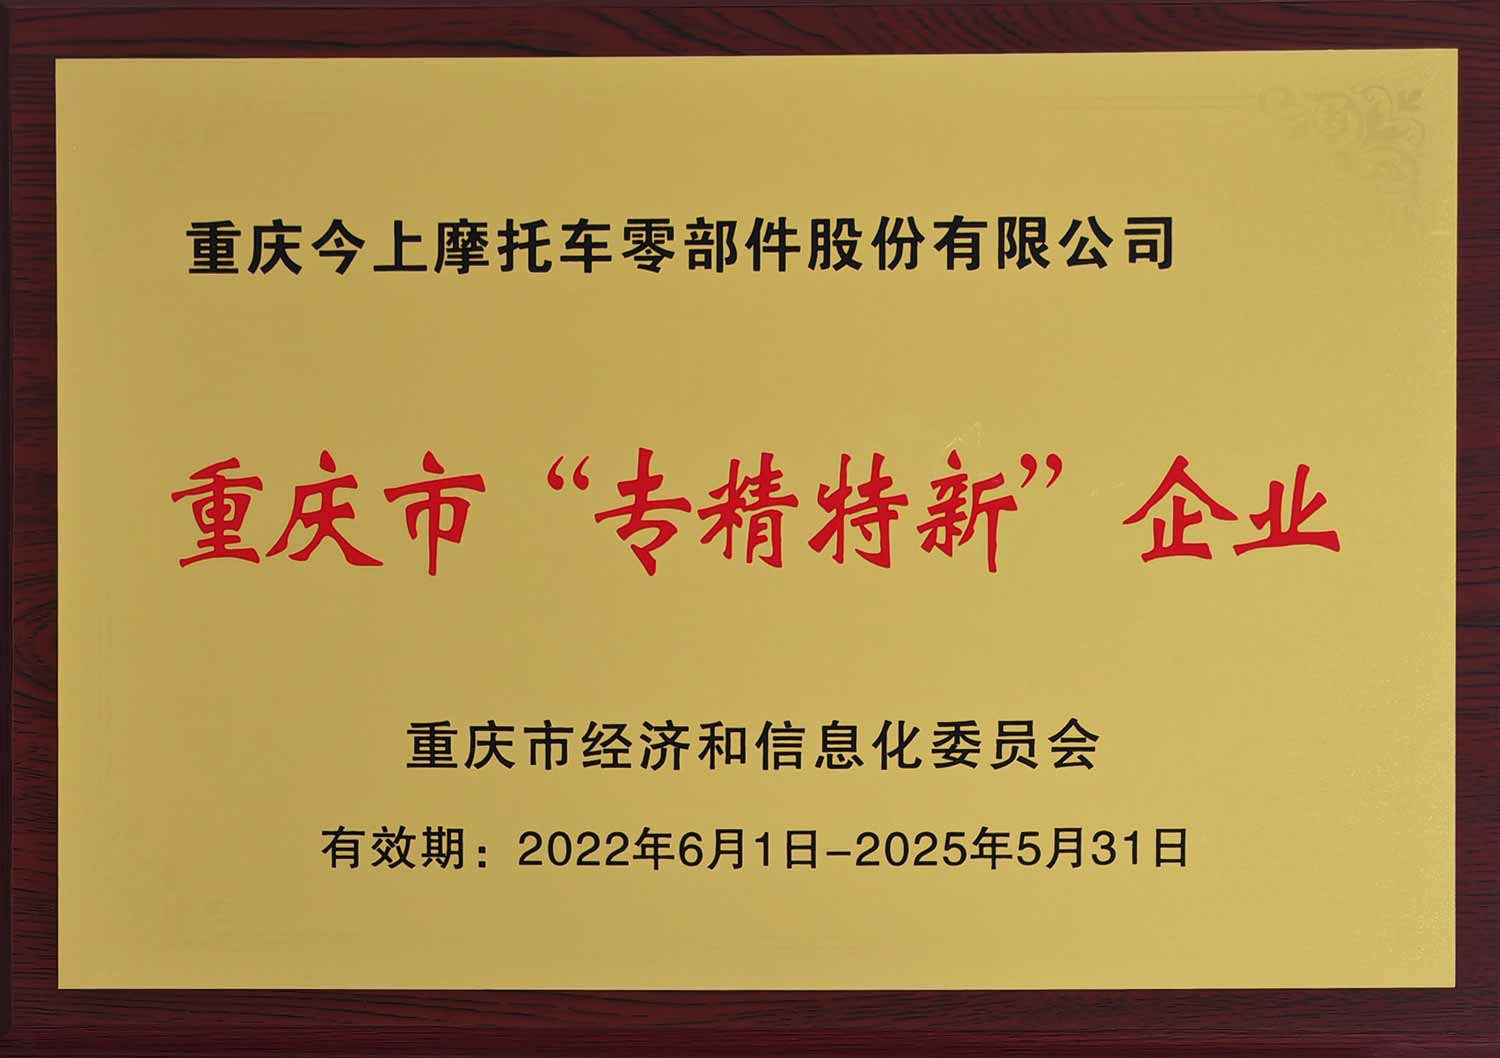 重庆今上摩托车零部件股份有限公司
重庆市“专精特新”企业
重庆市经济和信息化委员会
有效期：2022年6月1日-2025年5月31日